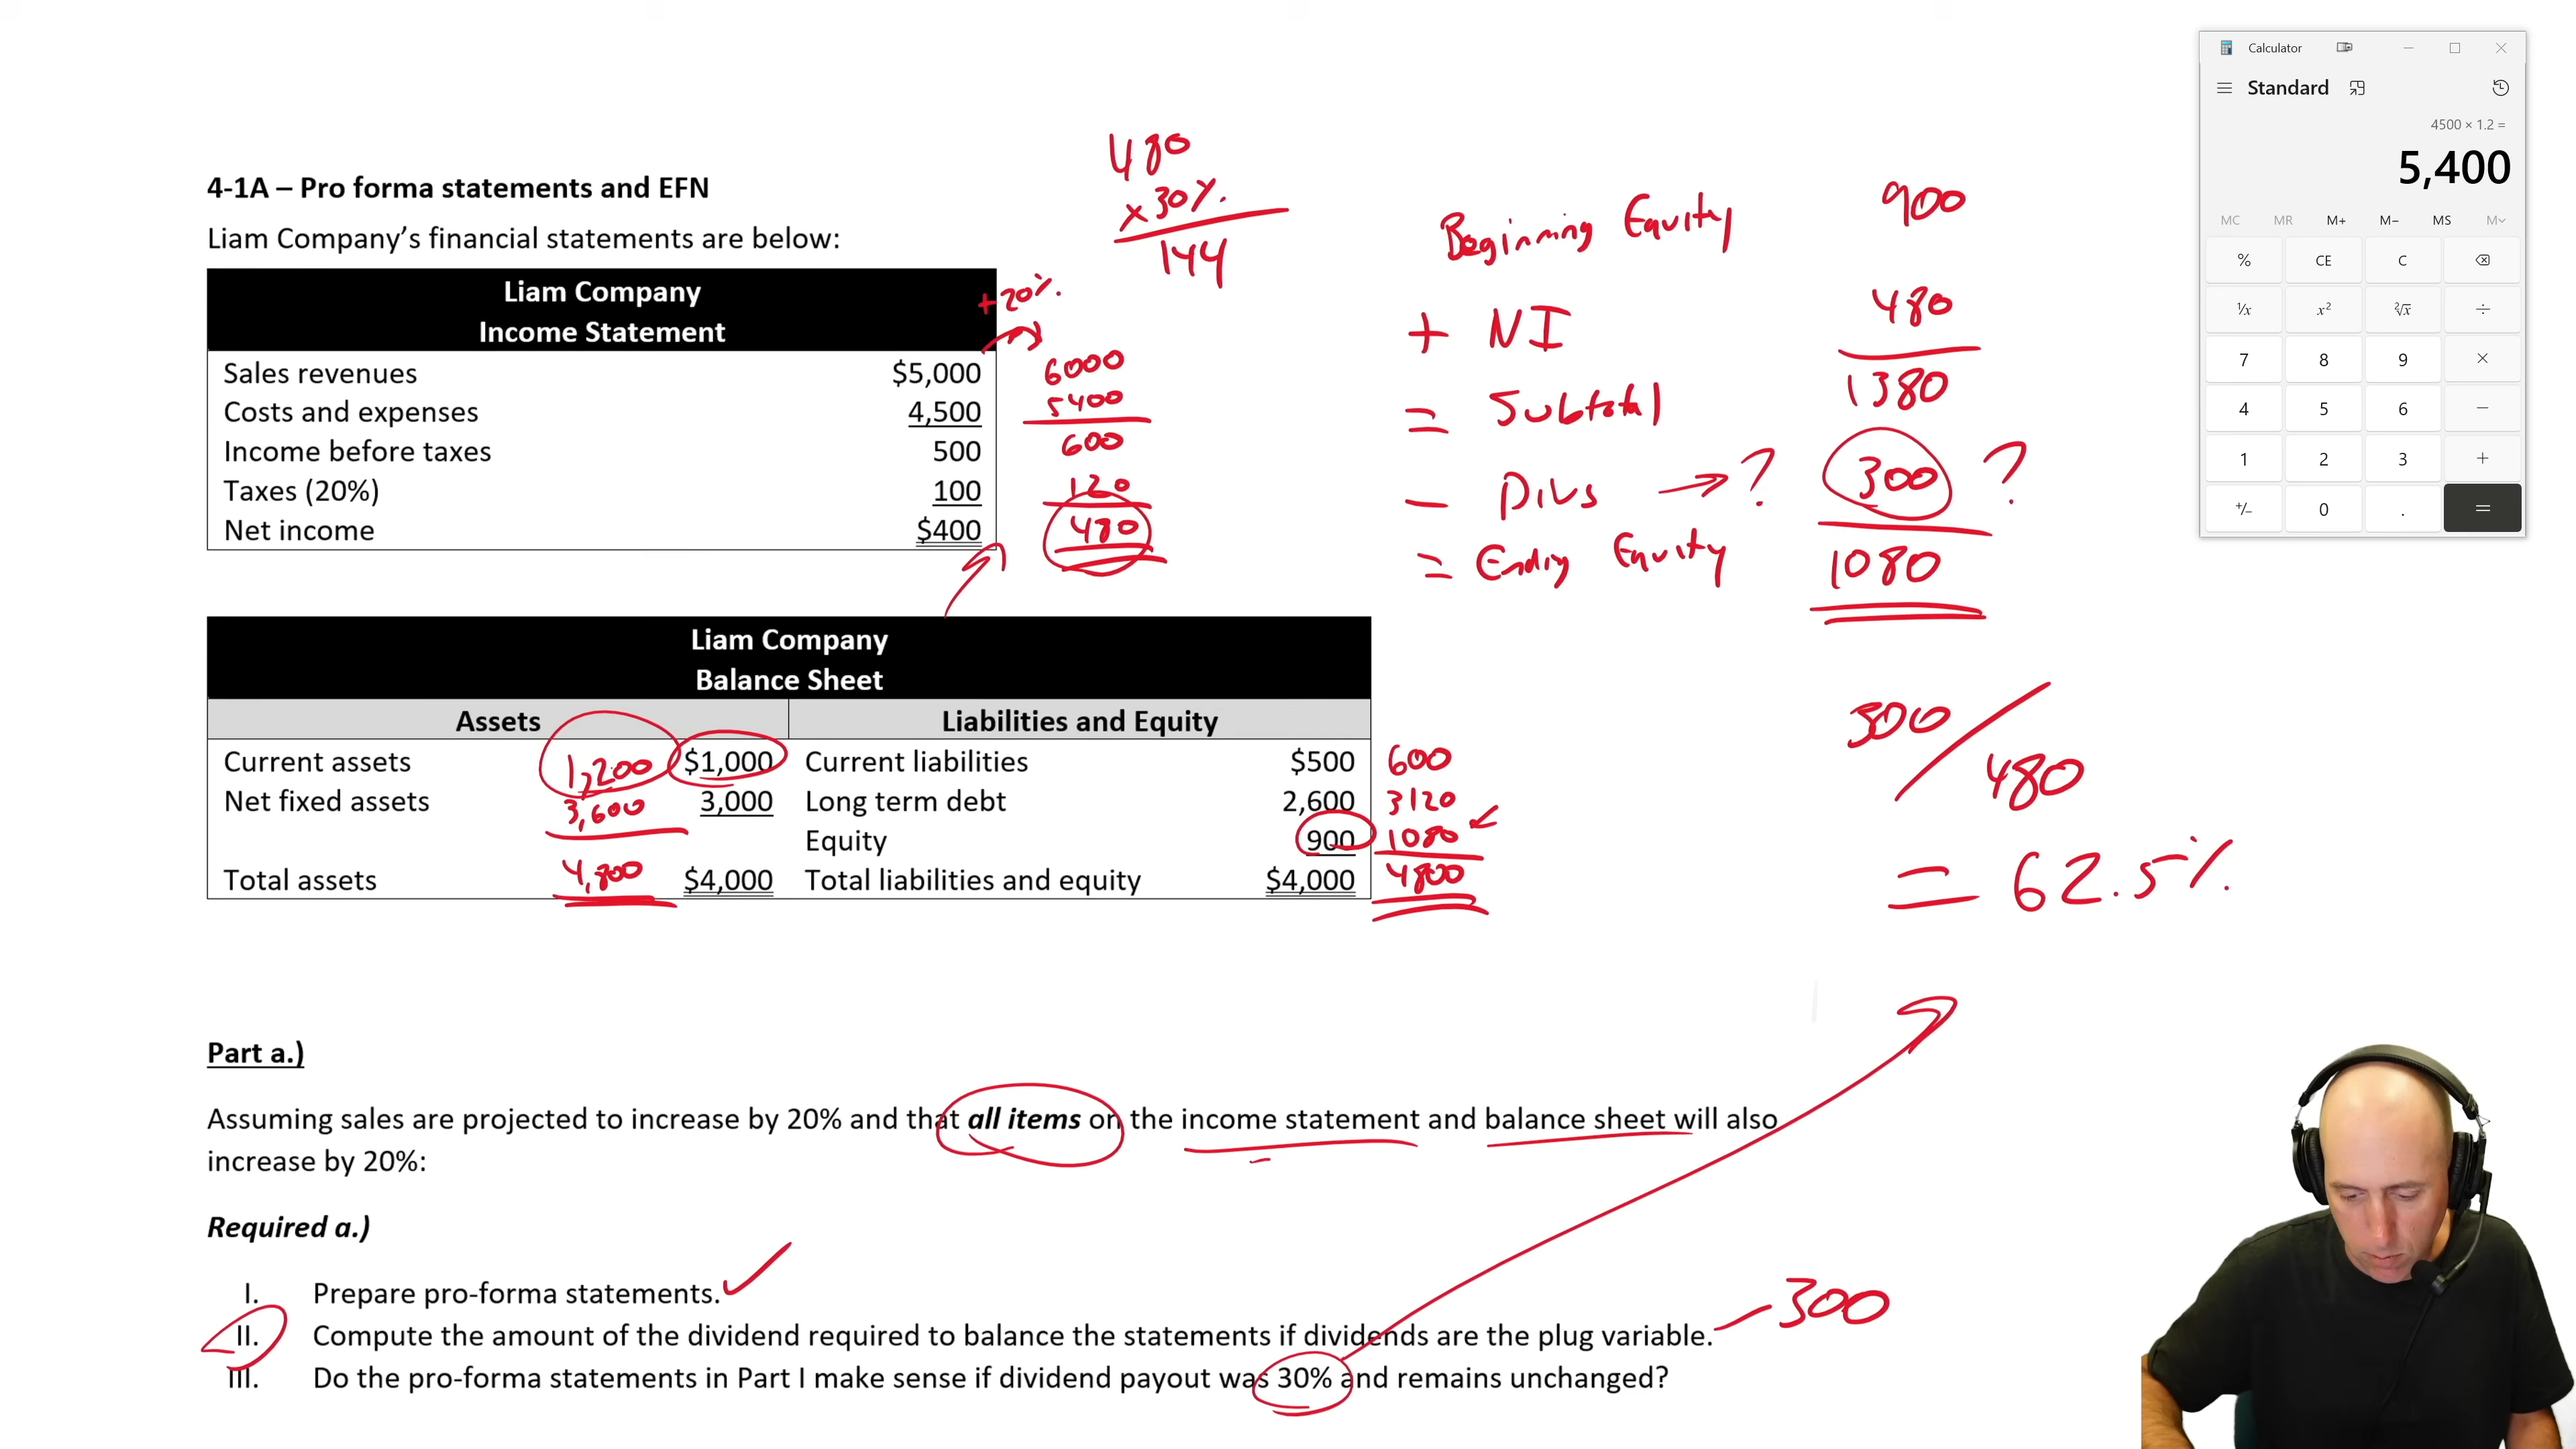 4-1A – Pro forma statements and EFN
Liam Company's financial statements are below:
480
x 30%
144
Liam Company
Income Statement
+20%
Sales revenues $5,000 6000
Costs and expenses 4,500 5400
Income before taxes 500 600
Taxes (20%) 100 120
Net income $400 480
Beginning Equity 900
+ NI 480
= Subtotal 1380
- Divs → ? 300 ?
= Ending Equity 1080
300/480
= 62.5%
Liam Company
Balance Sheet
Assets Liabilities and Equity
Current assets 1,200 $1,000 Current liabilities $500 600
Net fixed assets 3,600 3,000 Long term debt 2,600 3120
Equity 900 1080
Total assets 4,800 $4,000 Total liabilities and equity $4,000 4800
Part a.)
Assuming sales are projected to increase by 20% and that all items on the income statement and balance sheet will also
increase by 20%:
Required a.)
I. Prepare pro-forma statements. ✓
II. Compute the amount of the dividend required to balance the statements if dividends are the plug variable. – 300
III. Do the pro-forma statements in Part I make sense if dividend payout was 30% and remains unchanged?
Calculator
Standard
4500 × 1.2 =
5,400
MC MR M+ M− MS M˅
% CE C ⌫
¹/x x² ²√x ÷
7 8 9 ×
4 5 6 −
1 2 3 +
+/− 0 . =